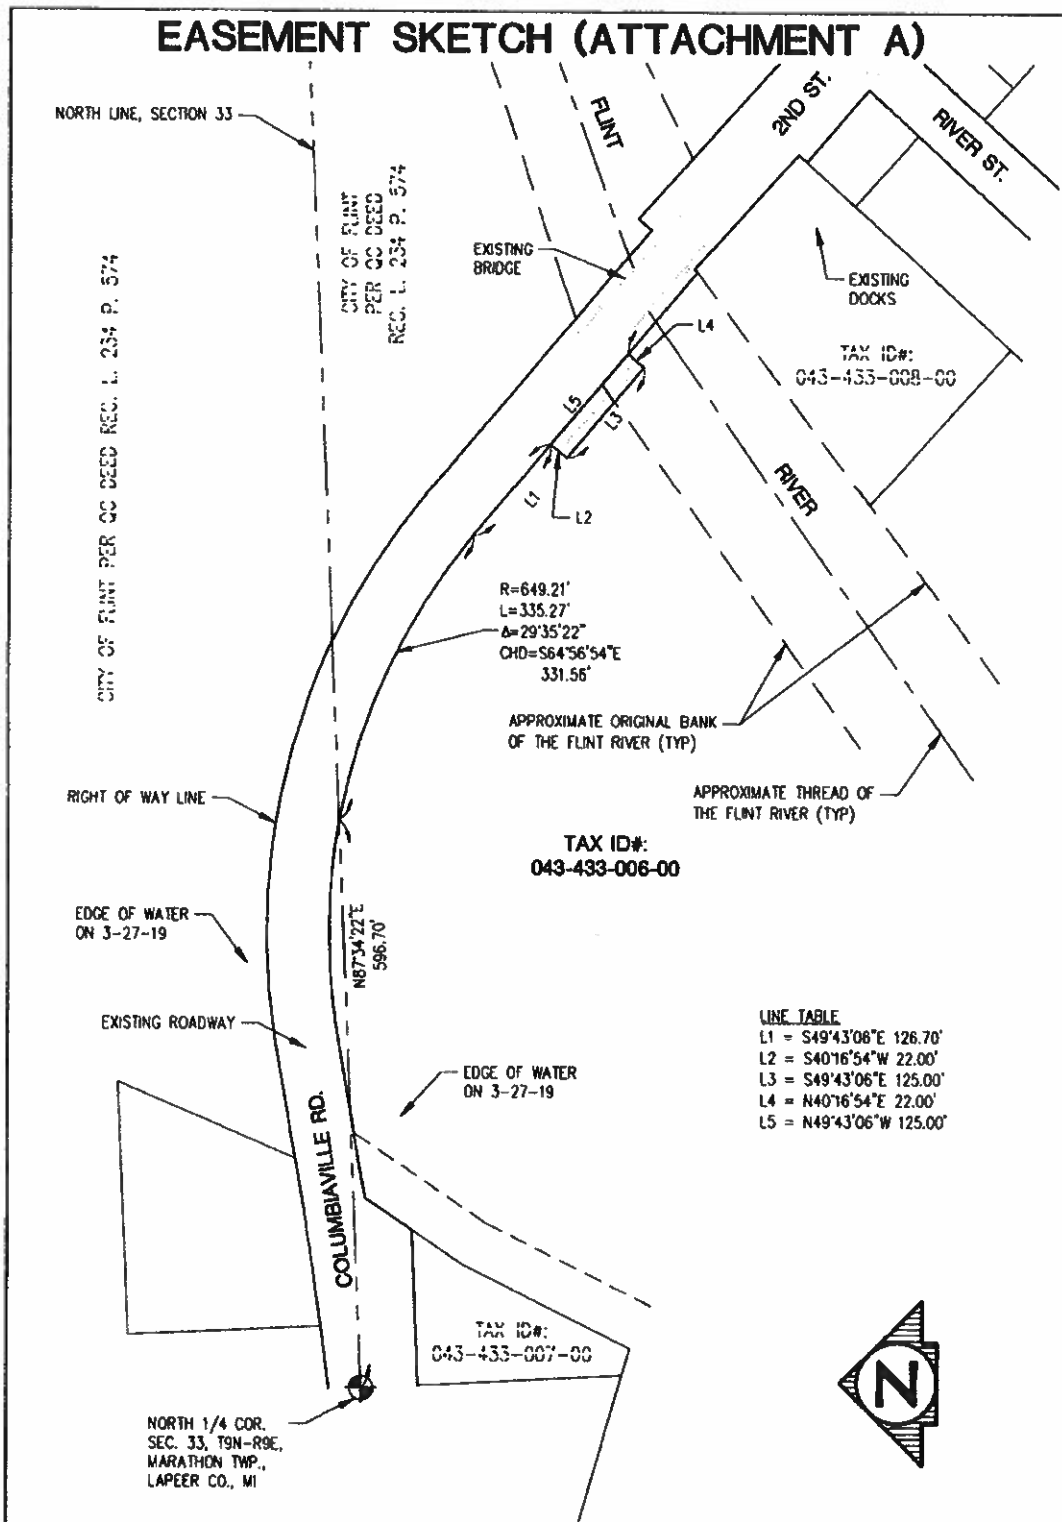 EASEMENT SKETCH (ATTACHMENT A)
NORTH LINE, SECTION 33
CITY OF FLINT
PER QC DEED
REC. L. 234 P. 574
CITY OF FLINT PER QC DEED REC. L. 234 P. 574
FLINT
2ND ST.
RIVER ST.
EXISTING
BRIDGE
EXISTING
DOCKS
L4
TAX ID#:
043-433-008-00
L5
L3
L1
L2
RIVER
R=649.21'
L=335.27'
Δ=29°35'22"
CHD=S64°56'54"E
331.56'
APPROXIMATE ORIGINAL BANK
OF THE FLINT RIVER (TYP)
APPROXIMATE THREAD OF
THE FLINT RIVER (TYP)
RIGHT OF WAY LINE
TAX ID#:
043-433-006-00
EDGE OF WATER
ON 3-27-19
N87°34'22"E
596.70'
EXISTING ROADWAY
EDGE OF WATER
ON 3-27-19
LINE TABLE
L1 = S49°43'06"E 126.70'
L2 = S40°16'54"W 22.00'
L3 = S49°43'06"E 125.00'
L4 = N40°16'54"E 22.00'
L5 = N49°43'06"W 125.00'
COLUMBIAVILLE RD.
TAX ID#:
043-433-007-00
NORTH 1/4 COR.
SEC. 33, T9N-R9E,
MARATHON TWP.,
LAPEER CO., MI
N